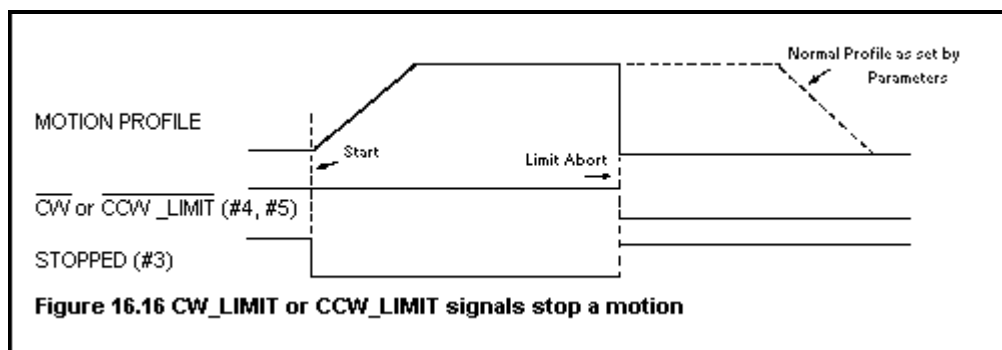 Normal Profile as set by
Parameters
MOTION PROFILE
Start
Limit Abort
CW or CCW _LIMIT (#4, #5)
STOPPED (#3)
Figure 16.16 CW_LIMIT or CCW_LIMIT signals stop a motion